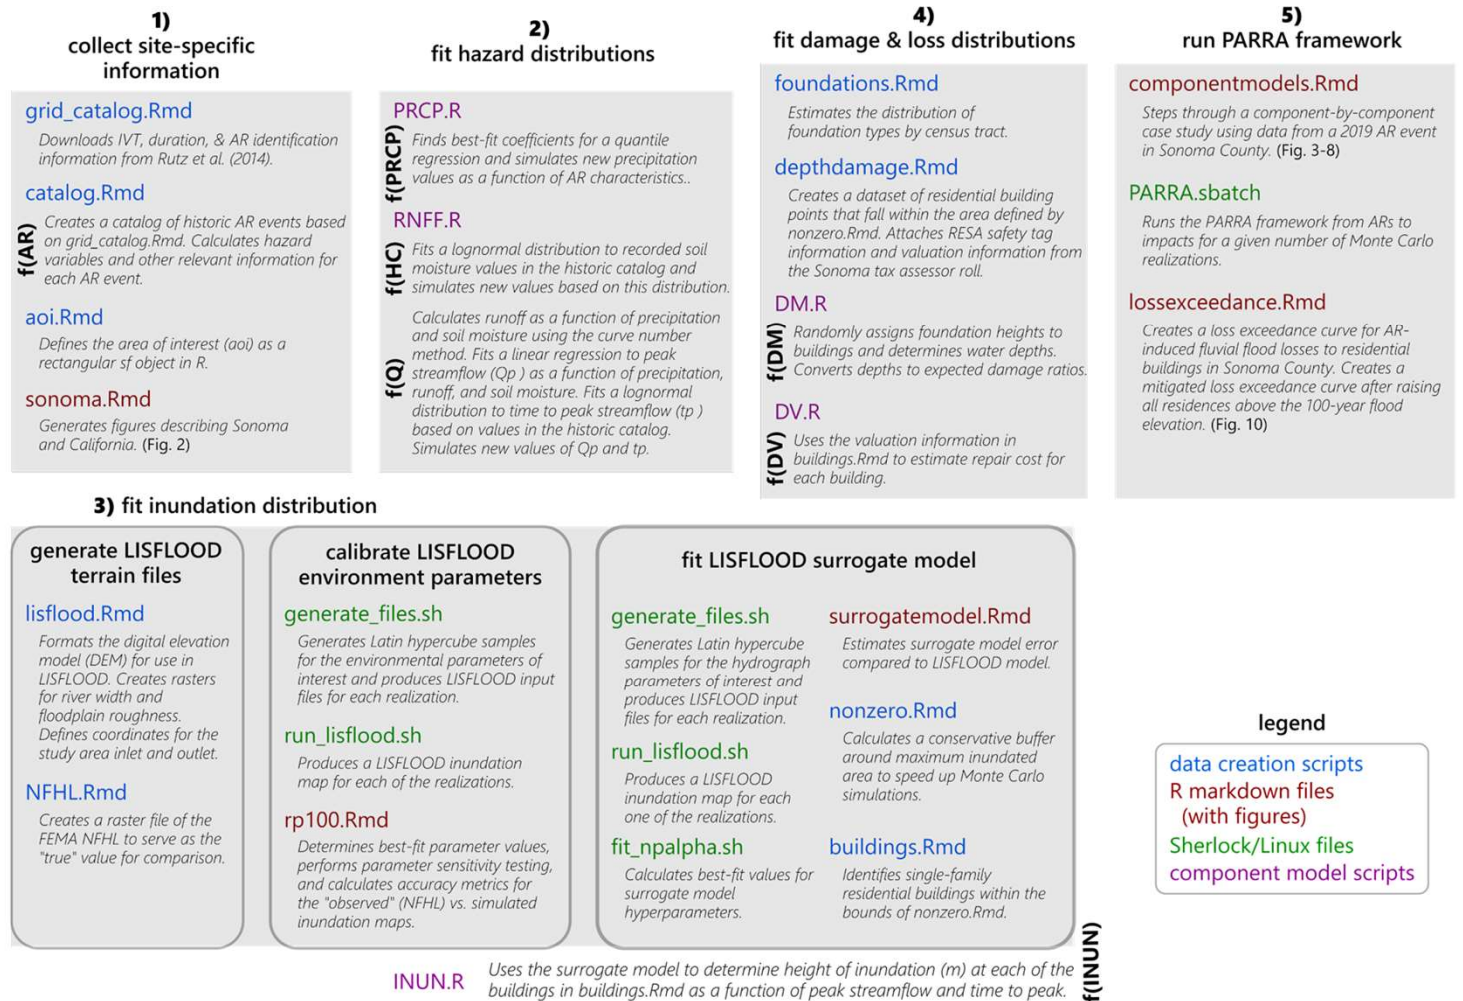 1)
collect site-specific
information
grid_catalog.Rmd
Downloads IVT, duration, & AR identification
information from Rutz et al. (2014).
catalog.Rmd
Creates a catalog of historic AR events based
on grid_catalog.Rmd. Calculates hazard
variables and other relevant information for
each AR event.
f(AR)
aoi.Rmd
Defines the area of interest (aoi) as a
rectangular sf object in R.
sonoma.Rmd
Generates figures describing Sonoma
and California. (Fig. 2)
2)
fit hazard distributions
PRCP.R
Finds best-fit coefficients for a quantile
regression and simulates new precipitation
values as a function of AR characteristics..
f(PRCP)
RNFF.R
Fits a lognormal distribution to recorded soil
moisture values in the historic catalog and
simulates new values based on this distribution.
f(HC)
Calculates runoff as a function of precipitation
and soil moisture using the curve number
method. Fits a linear regression to peak
streamflow (Qp ) as a function of precipitation,
runoff, and soil moisture. Fits a lognormal
distribution to time to peak streamflow (tp )
based on values in the historic catalog.
Simulates new values of Qp and tp.
f(Q)
4)
fit damage & loss distributions
foundations.Rmd
Estimates the distribution of
foundation types by census tract.
depthdamage.Rmd
Creates a dataset of residential building
points that fall within the area defined by
nonzero.Rmd. Attaches RESA safety tag
information and valuation information from
the Sonoma tax assessor roll.
DM.R
Randomly assigns foundation heights to
buildings and determines water depths.
Converts depths to expected damage ratios.
f(DM)
DV.R
Uses the valuation information in
buildings.Rmd to estimate repair cost for
each building.
f(DV)
5)
run PARRA framework
componentmodels.Rmd
Steps through a component-by-component
case study using data from a 2019 AR event
in Sonoma County. (Fig. 3-8)
PARRA.sbatch
Runs the PARRA framework from ARs to
impacts for a given number of Monte Carlo
realizations.
lossexceedance.Rmd
Creates a loss exceedance curve for AR-
induced fluvial flood losses to residential
buildings in Sonoma County. Creates a
mitigated loss exceedance curve after raising
all residences above the 100-year flood
elevation. (Fig. 10)
3) fit inundation distribution
generate LISFLOOD
terrain files
lisflood.Rmd
Formats the digital elevation
model (DEM) for use in
LISFLOOD. Creates rasters
for river width and
floodplain roughness.
Defines coordinates for the
study area inlet and outlet.
NFHL.Rmd
Creates a raster file of the
FEMA NFHL to serve as the
"true" value for comparison.
calibrate LISFLOOD
environment parameters
generate_files.sh
Generates Latin hypercube samples
for the environmental parameters of
interest and produces LISFLOOD input
files for each realization.
run_lisflood.sh
Produces a LISFLOOD inundation
map for each of the realizations.
rp100.Rmd
Determines best-fit parameter values,
performs parameter sensitivity testing,
and calculates accuracy metrics for
the "observed" (NFHL) vs. simulated
inundation maps.
fit LISFLOOD surrogate model
generate_files.sh
Generates Latin hypercube
samples for the hydrograph
parameters of interest and
produces LISFLOOD input
files for each realization.
run_lisflood.sh
Produces a LISFLOOD
inundation map for each
one of the realizations.
fit_npalpha.sh
Calculates best-fit values for
surrogate model
hyperparameters.
surrogatemodel.Rmd
Estimates surrogate model error
compared to LISFLOOD model.
nonzero.Rmd
Calculates a conservative buffer
around maximum inundated
area to speed up Monte Carlo
simulations.
buildings.Rmd
Identifies single-family
residential buildings within the
bounds of nonzero.Rmd.
INUN.R
Uses the surrogate model to determine height of inundation (m) at each of the
buildings in buildings.Rmd as a function of peak streamflow and time to peak.
f(INUN)
legend
data creation scripts
R markdown files
(with figures)
Sherlock/Linux files
component model scripts